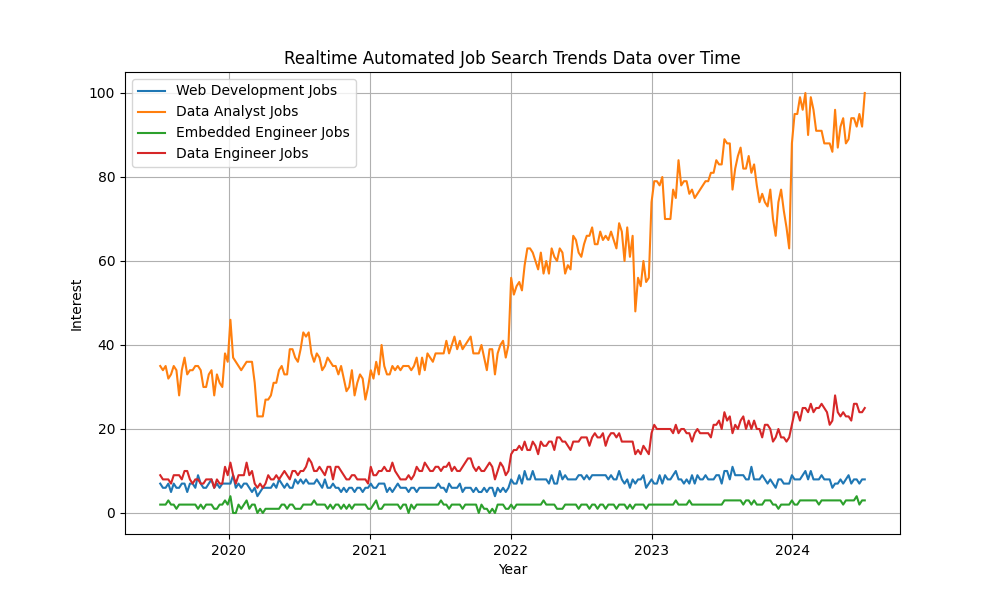 Realtime Automated Job Search Trends Data over Time
Web Development Jobs
Data Analyst Jobs
Embedded Engineer Jobs
Data Engineer Jobs
100
80
60
40
20
0
Interest
2020 2021 2022 2023 2024
Year